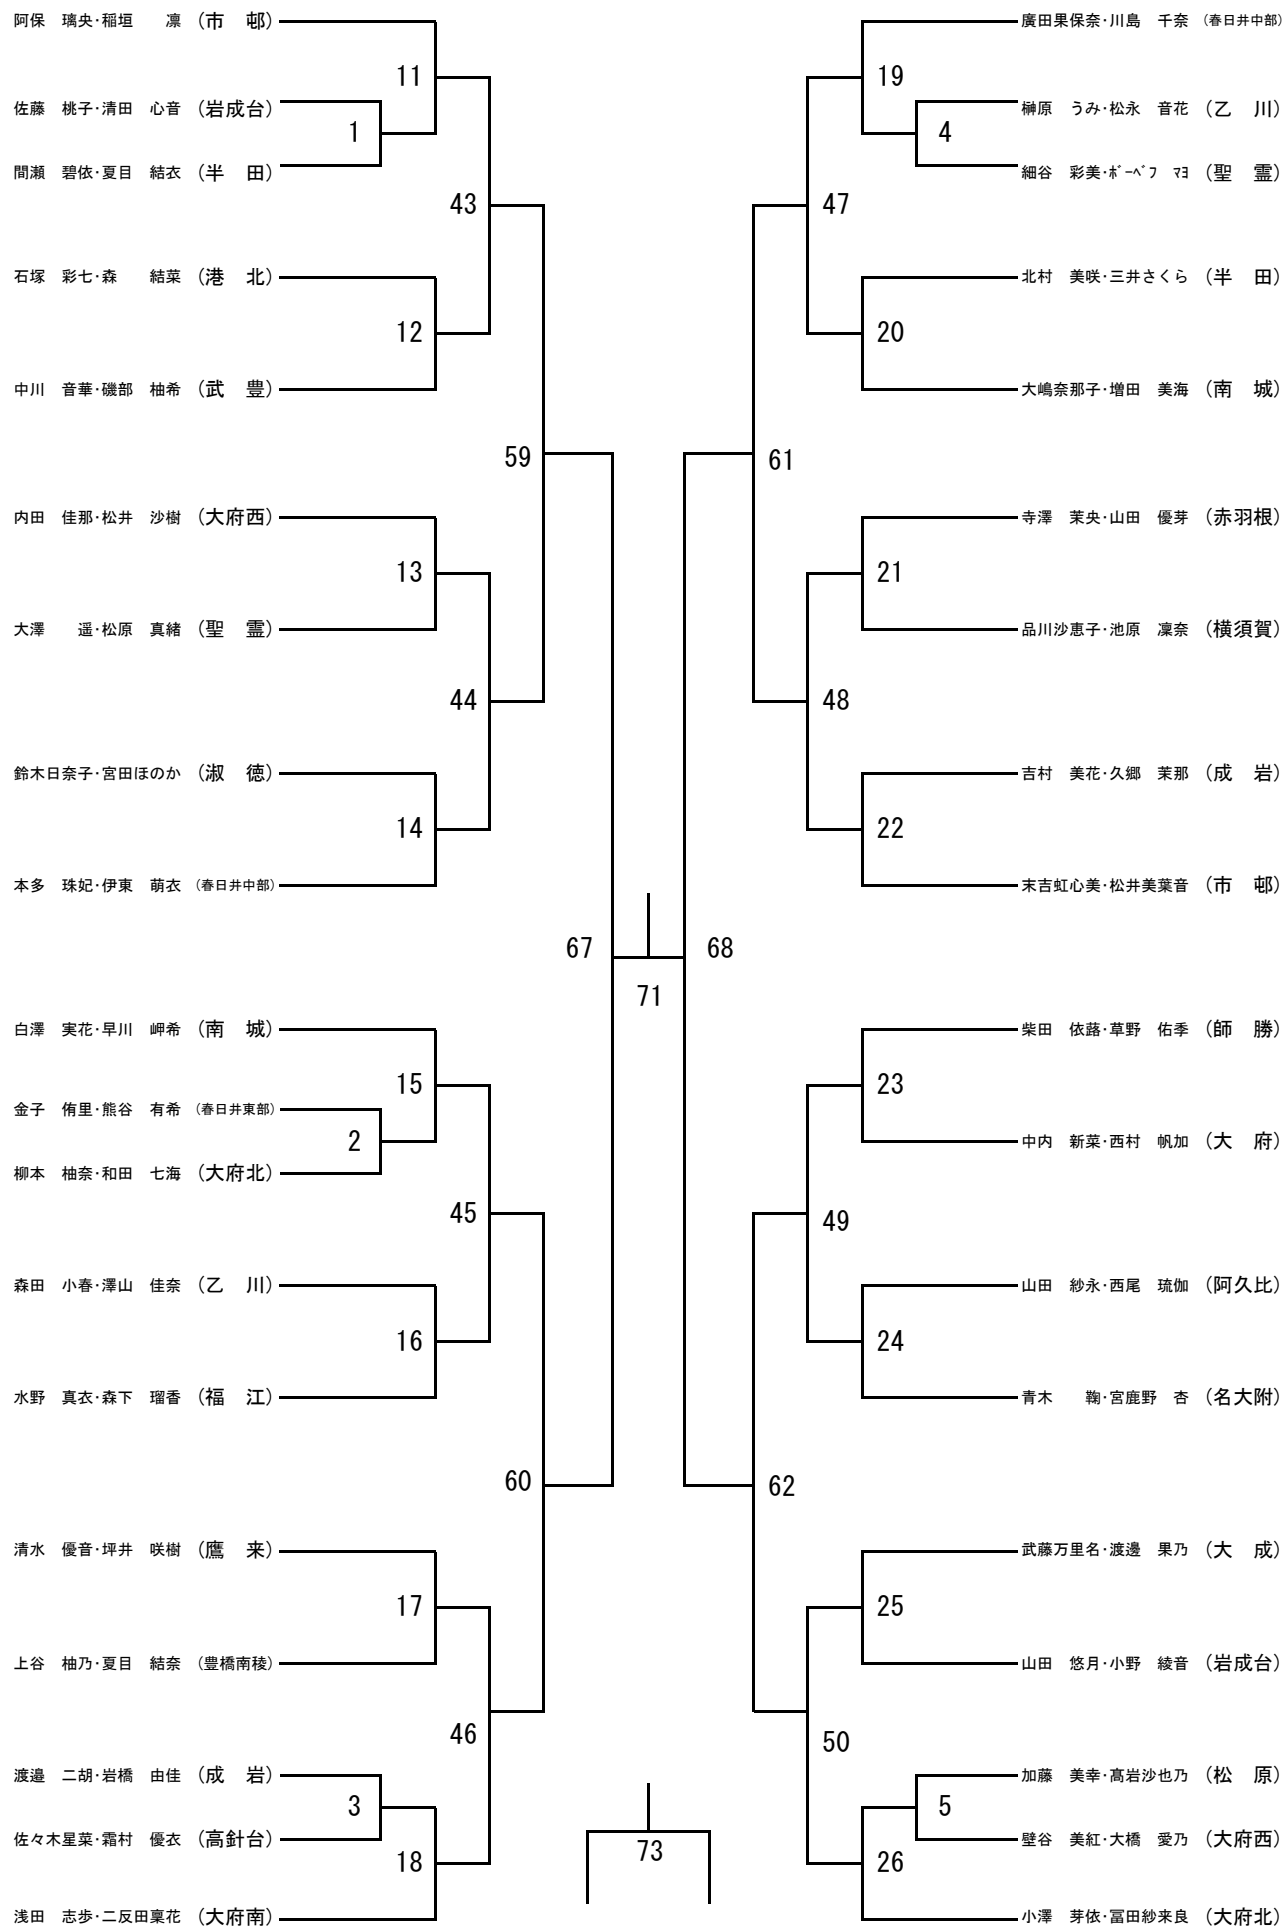 阿保　璃央・稲垣　　凛　（市　邨）
11
佐藤　桃子・清田　心音　（岩成台）
1
間瀬　碧依・夏目　結衣　（半　田）
43
石塚　彩七・森　　結菜　（港　北）
12
中川　音華・磯部　柚希　（武　豊）
59
内田　佳那・松井　沙樹　（大府西）
13
大澤　　遥・松原　真緒　（聖　霊）
44
鈴木日奈子・宮田ほのか　（淑　徳）
14
本多　珠妃・伊東　萌衣　（春日井中部）
67
白澤　実花・早川　岬希　（南　城）
15
金子　侑里・熊谷　有希　（春日井東部）
2
柳本　柚奈・和田　七海　（大府北）
45
森田　小春・澤山　佳奈　（乙　川）
16
水野　真衣・森下　瑠香　（福　江）
60
清水　優音・坪井　咲樹　（鷹　来）
17
上谷　柚乃・夏目　結奈　（豊橋南稜）
46
渡邉　二胡・岩橋　由佳　（成　岩）
3
佐々木星菜・霜村　優衣　（高針台）
18
浅田　志歩・二反田稟花　（大府南）
71
73
廣田果保奈・川島　千奈　（春日井中部）
19
榊原　うみ・松永　音花　（乙　川）
4
細谷　彩美・ﾎﾞｰﾍﾞﾌ　ﾏﾖ　（聖　霊）
47
北村　美咲・三井さくら　（半　田）
20
大嶋奈那子・増田　美海　（南　城）
61
寺澤　茉央・山田　優芽　（赤羽根）
21
品川沙恵子・池原　凜奈　（横須賀）
48
吉村　美花・久郷　茉那　（成　岩）
22
末吉虹心美・松井美葉音　（市　邨）
68
柴田　依蕗・草野　佑季　（師　勝）
23
中内　新菜・西村　帆加　（大　府）
49
山田　紗永・西尾　琉伽　（阿久比）
24
青木　　鞠・宮鹿野　杏　（名大附）
62
武藤万里名・渡邊　果乃　（大　成）
25
山田　悠月・小野　綾音　（岩成台）
50
加藤　美幸・髙岩沙也乃　（松　原）
5
壁谷　美紅・大橋　愛乃　（大府西）
26
小澤　芽依・冨田紗来良　（大府北）